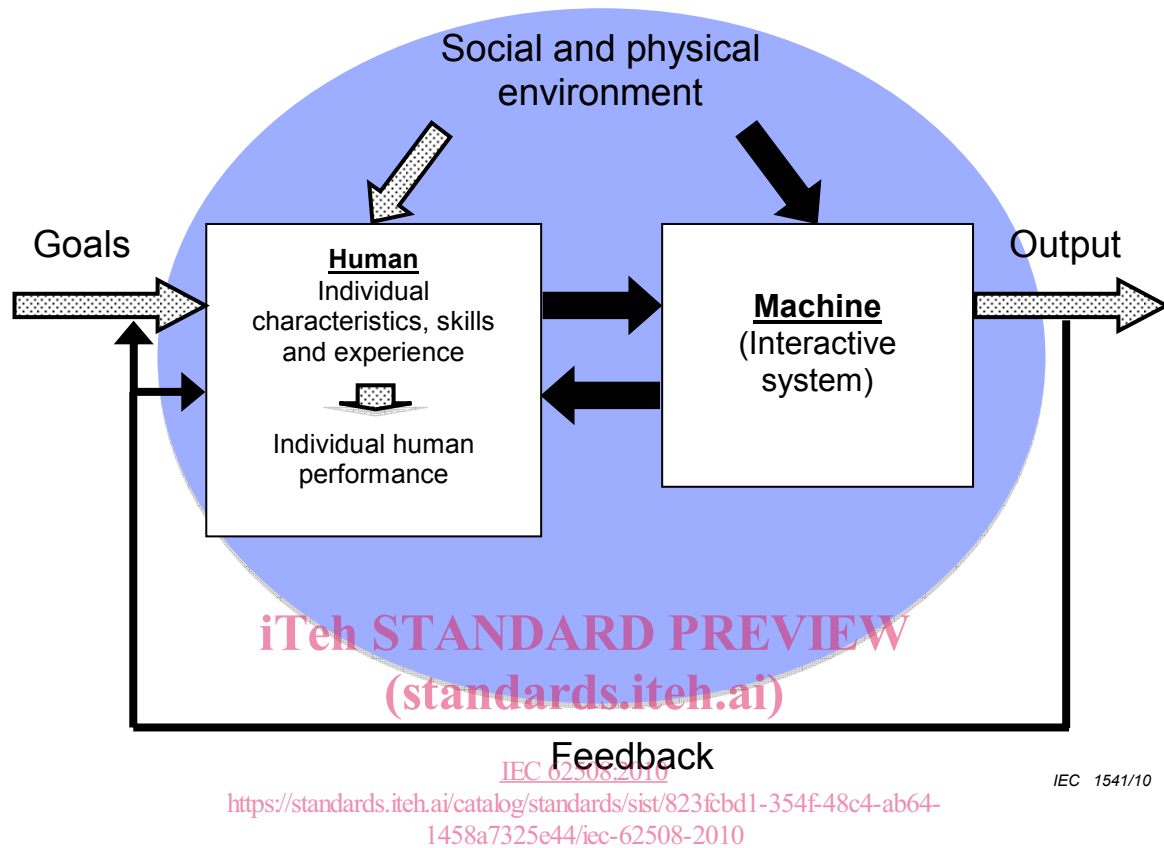 Social and physical
environment
Goals
Output
Human
Individual
characteristics, skills
and experience
Individual human
performance
Machine
(Interactive
system)
iTeh STANDARD PREVIEW
(standards.iteh.ai)
Feedback
IEC 62508:2010
IEC 1541/10
https://standards.iteh.ai/catalog/standards/sist/823fcbd1-354f-48c4-ab64-
1458a7325e44/iec-62508-2010